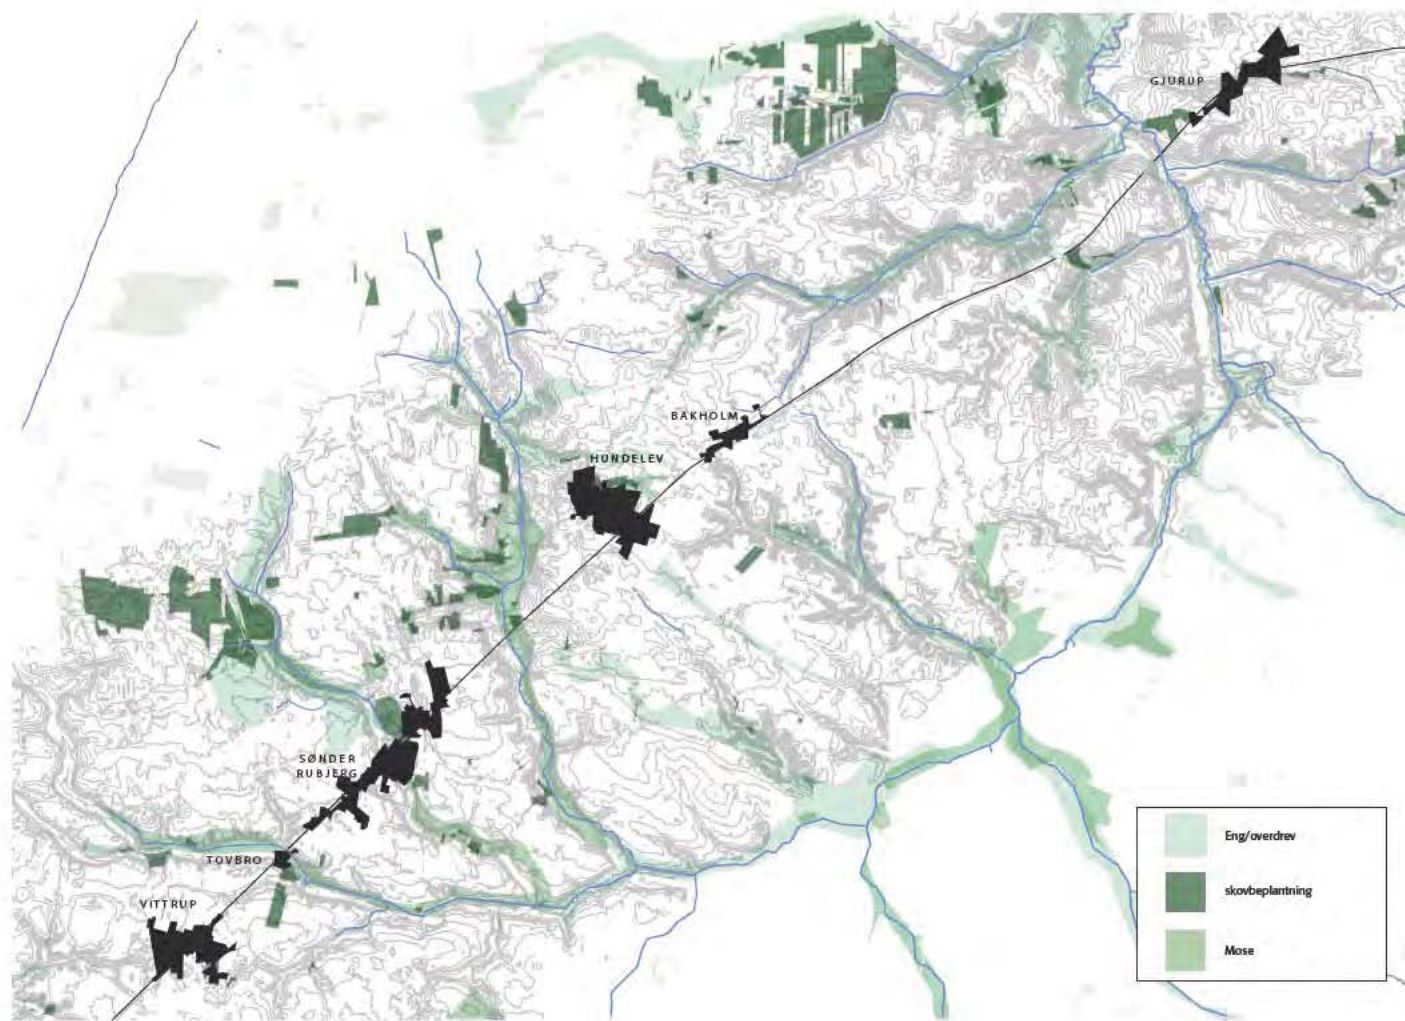 GJURUP
BAKHOLM
HUNDELEV
SØNDER
RUBJERG
TOVBRO
VITTRUP
Eng/overdrev
skovbeplantning
Mose